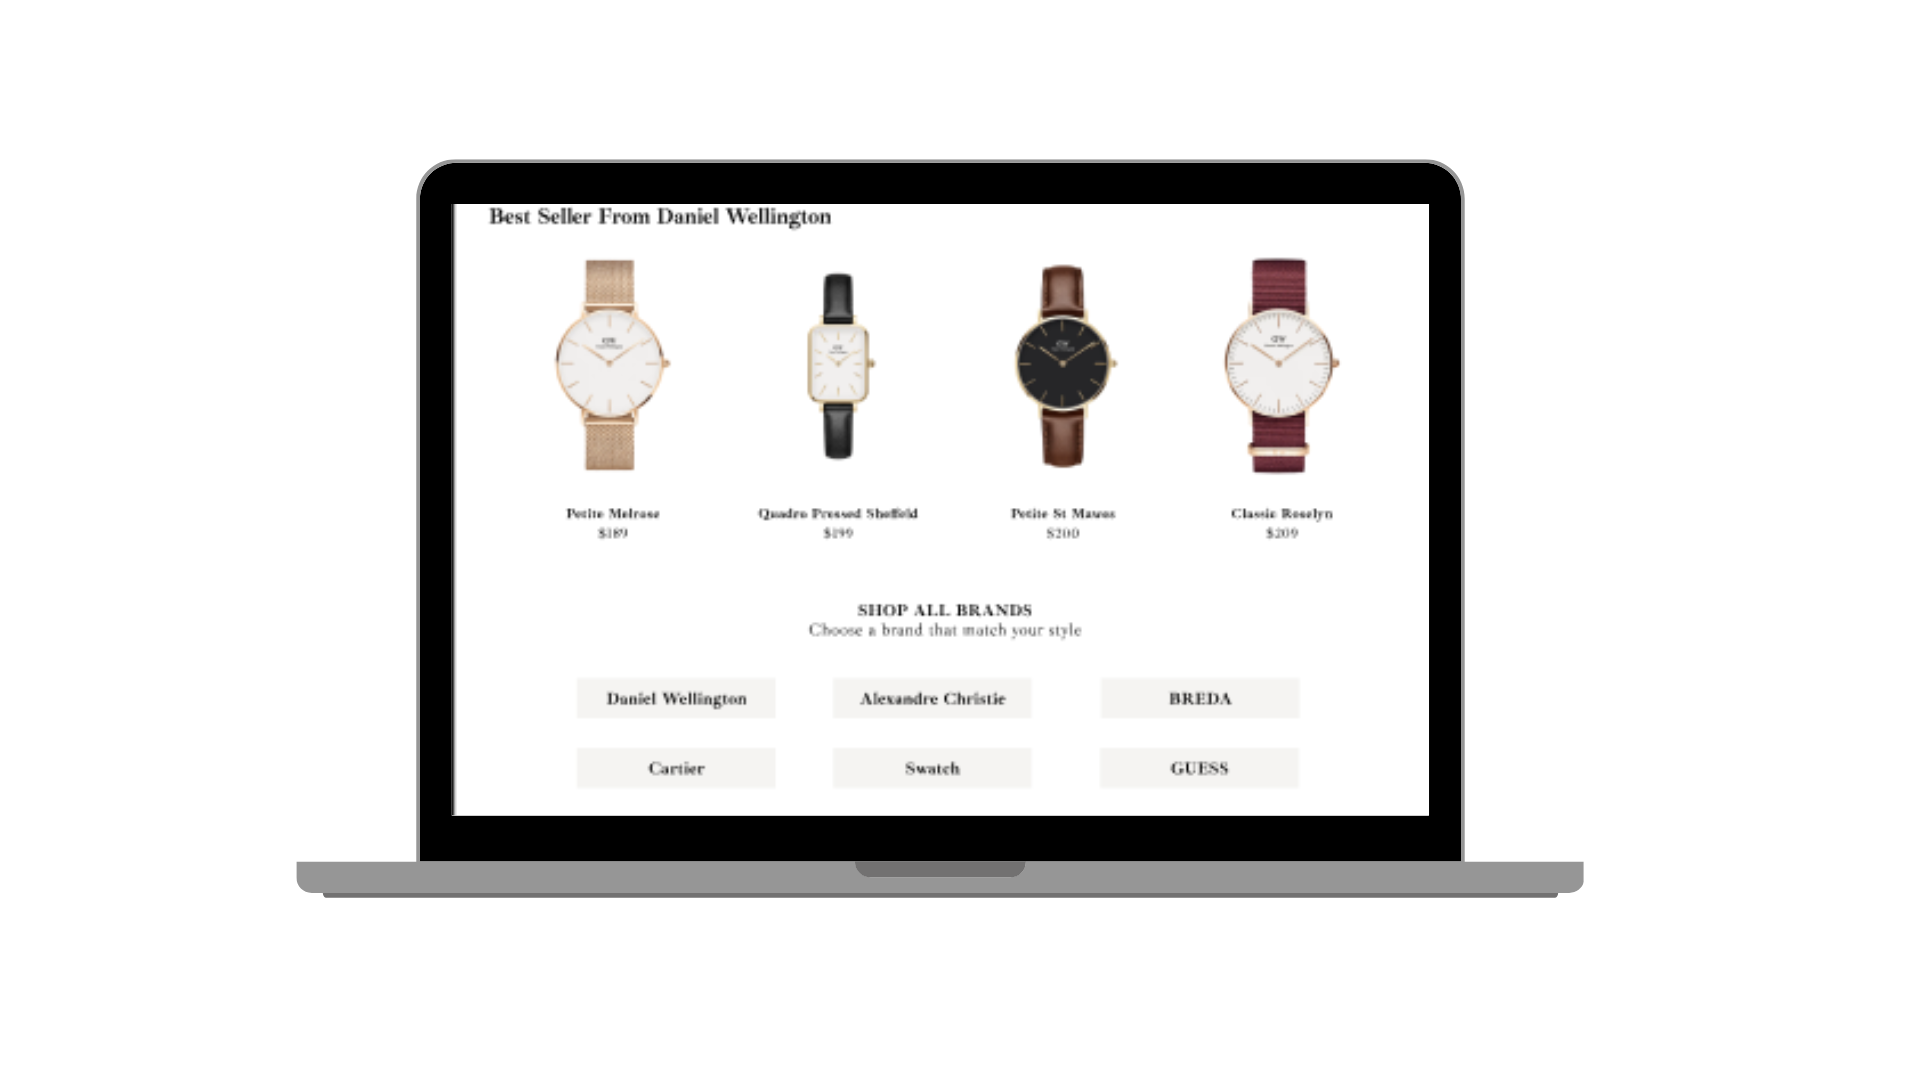 Best Seller From Daniel Wellington
Petite Melrose
Quadro Pressed Sheffield
Petite St Mawes
Classic Roselyn
$189
$199
$200
$209
SHOP ALL BRANDS
Choose a brand that match your style
Daniel Wellington
Alexandre Christie
BREDA
Cartier
Swatch
GUESS